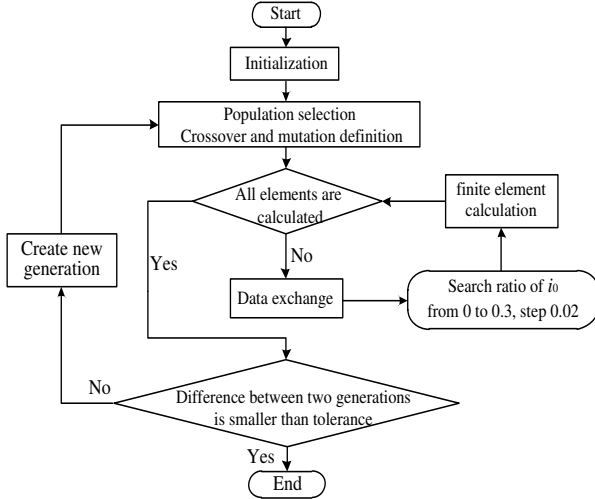 Start
Initialization
Population selection
Crossover and mutation definition
All elements are
calculated
finite element
calculation
Create new
generation
Yes
No
Data exchange
Search ratio of i0
from 0 to 0.3, step 0.02
No
Difference between two generations
is smaller than tolerance
Yes
End